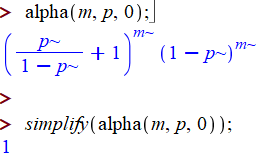 > alpha(m, p, 0);
(p~/(1 − p~) + 1)^m~ (1 − p~)^m~
>
> simplify(alpha(m, p, 0));
1